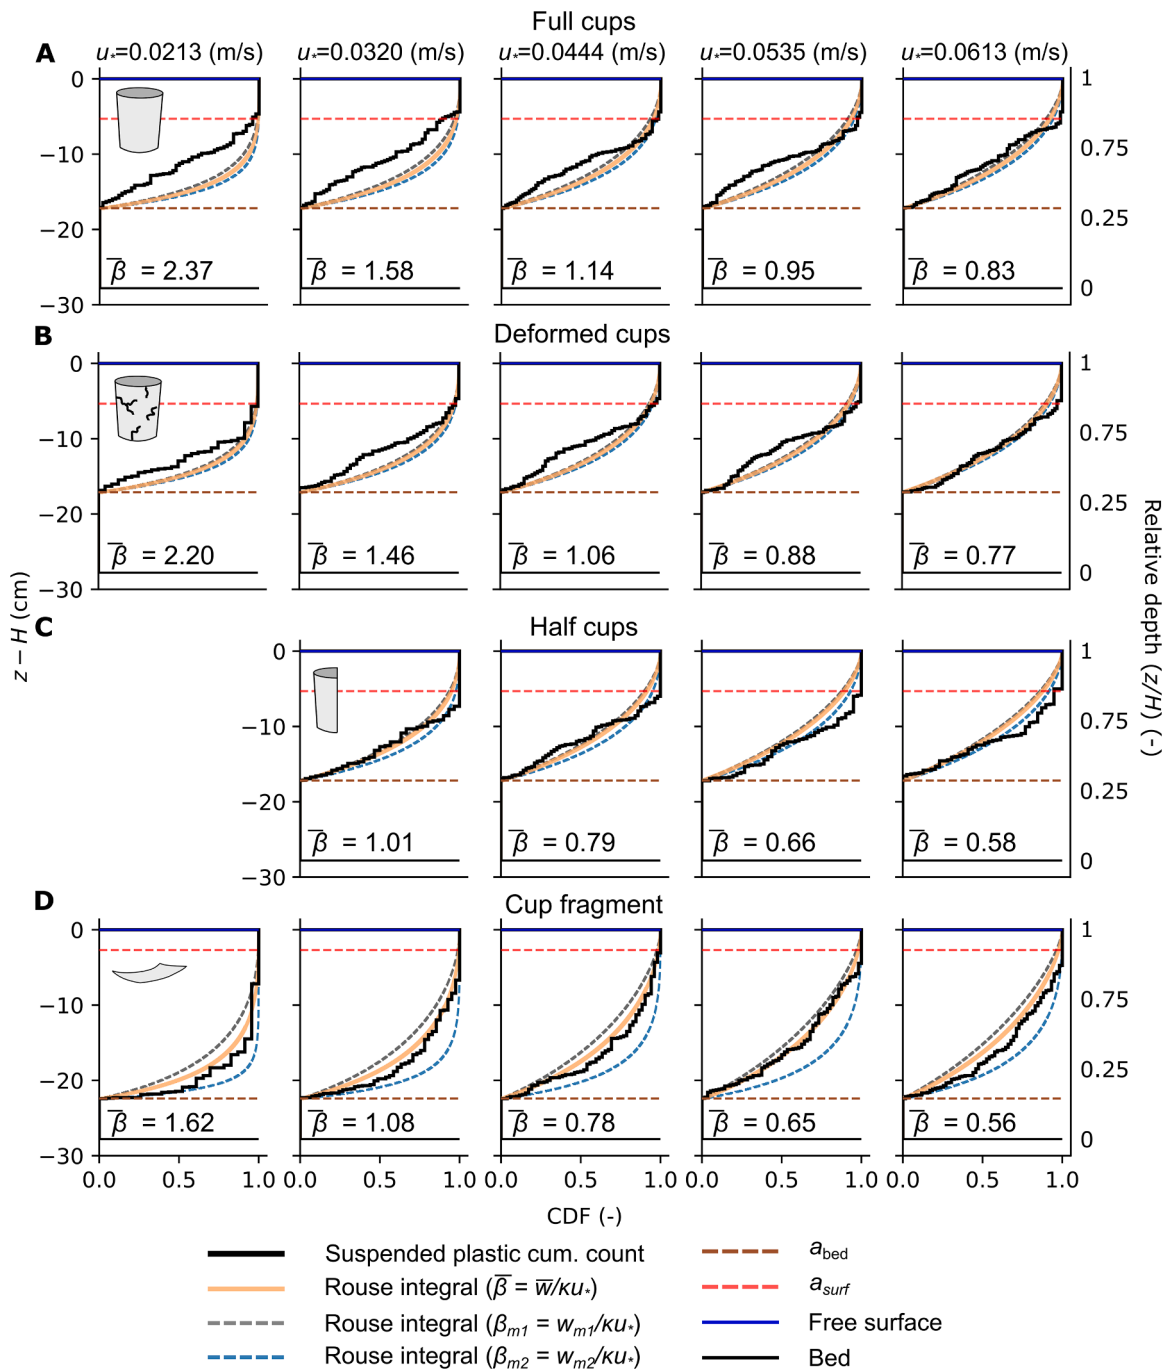 Full cups
A
u*=0.0213 (m/s) u*=0.0320 (m/s) u*=0.0444 (m/s) u*=0.0535 (m/s) u*=0.0613 (m/s)
0 1
−10 0.75
−20 0.25
β̅ = 2.37 β̅ = 1.58 β̅ = 1.14 β̅ = 0.95 β̅ = 0.83
0
−30
B Deformed cups
0 1
−10 0.75
−20 0.25
β̅ = 2.20 β̅ = 1.46 β̅ = 1.06 β̅ = 0.88 β̅ = 0.77
0
−30
z − H (cm)
Relative depth (z/H) (-)
C Half cups
0 1
−10 0.75
−20 0.25
β̅ = 1.01 β̅ = 0.79 β̅ = 0.66 β̅ = 0.58
0
−30
D Cup fragment
0 1
−10 0.75
−20 0.25
β̅ = 1.62 β̅ = 1.08 β̅ = 0.78 β̅ = 0.65 β̅ = 0.56
0
−30
0.0 0.5 1.0 0.0 0.5 1.0 0.0 0.5 1.0 0.0 0.5 1.0 0.0 0.5 1.0
CDF (-)
Suspended plastic cum. count
Rouse integral (β̅ = w̅/κu*)
Rouse integral (βm1 = wm1/κu*)
Rouse integral (βm2 = wm2/κu*)
abed
asurf
Free surface
Bed